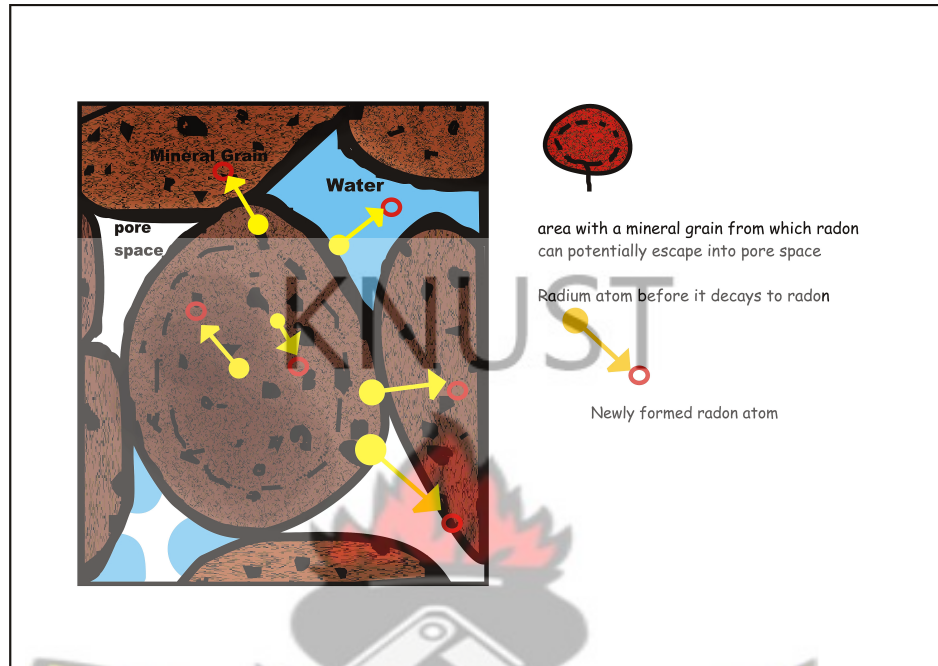 Mineral Grain
Water
pore
space
KNUST
area with a mineral grain from which radon
can potentially escape into pore space
Radium atom before it decays to radon
Newly formed radon atom